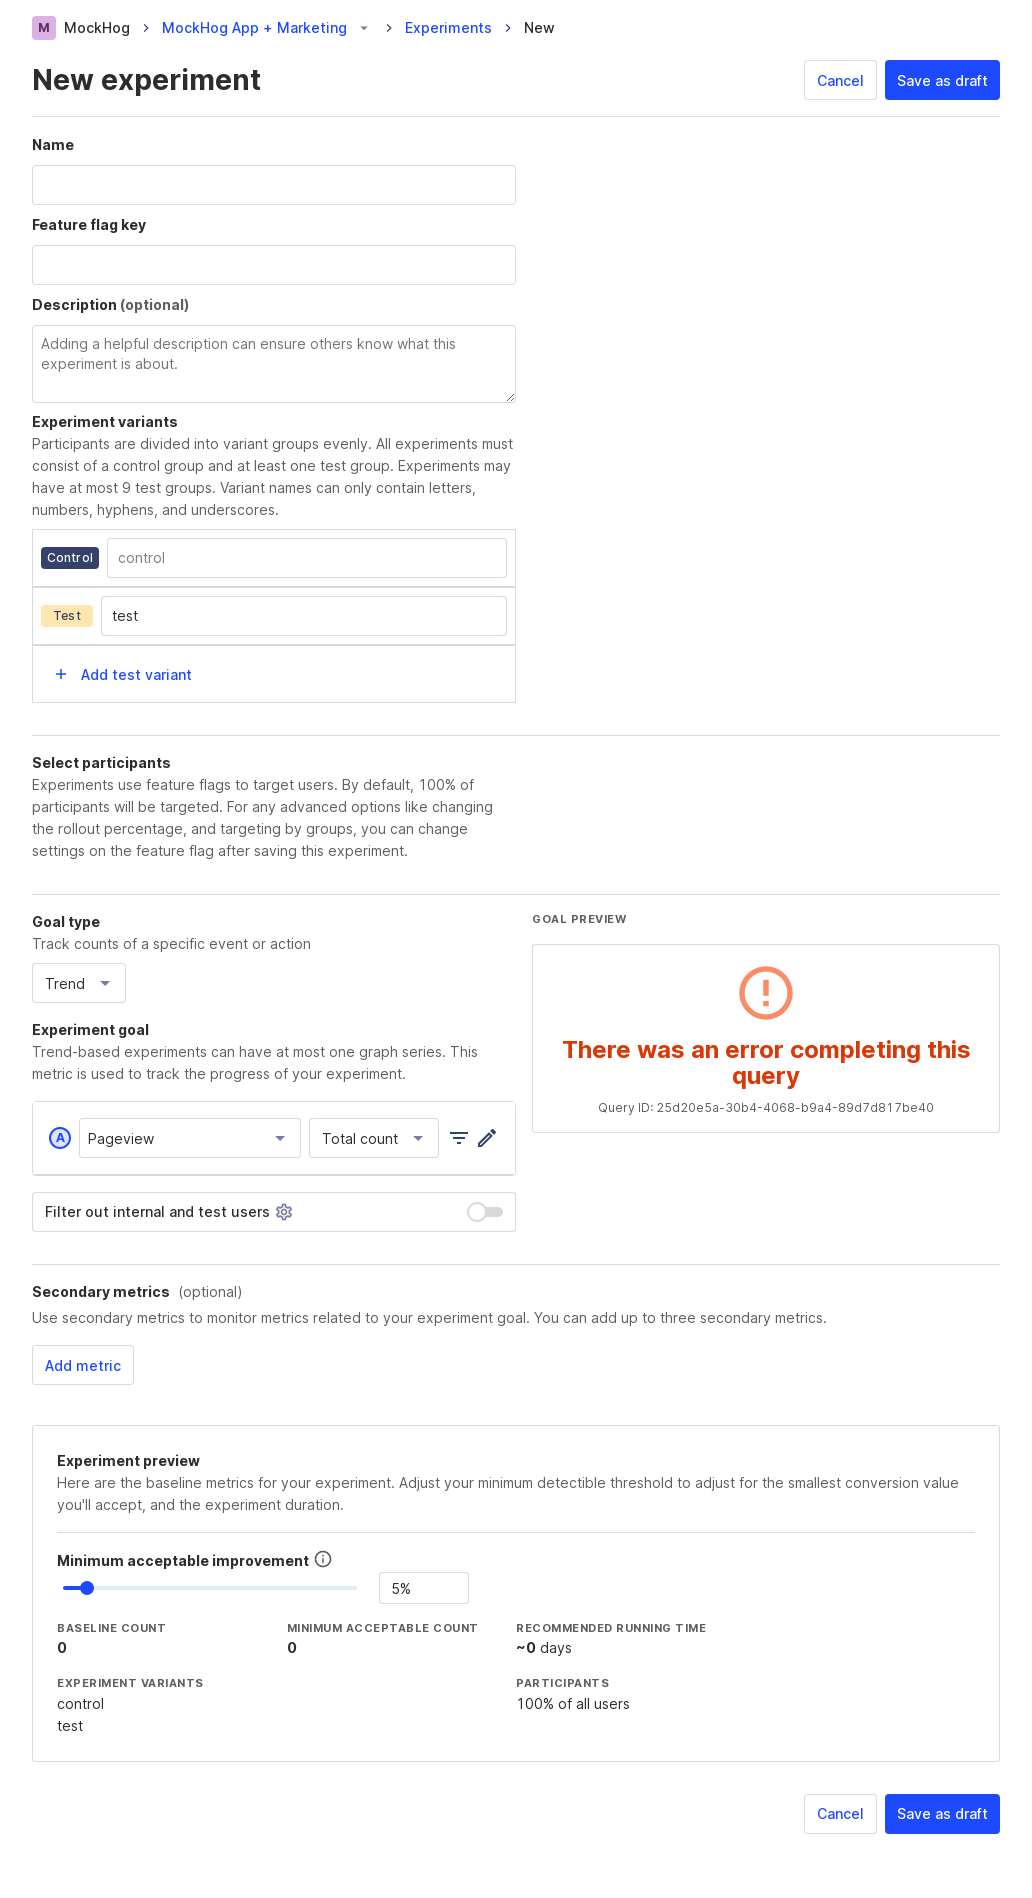 M MockHog > MockHog App + Marketing > Experiments > New
New experiment
Cancel Save as draft
Name
Feature flag key
Description (optional)
Adding a helpful description can ensure others know what this
experiment is about.
Experiment variants
Participants are divided into variant groups evenly. All experiments must
consist of a control group and at least one test group. Experiments may
have at most 9 test groups. Variant names can only contain letters,
numbers, hyphens, and underscores.
Control control
Test test
+ Add test variant
Select participants
Experiments use feature flags to target users. By default, 100% of
participants will be targeted. For any advanced options like changing
the rollout percentage, and targeting by groups, you can change
settings on the feature flag after saving this experiment.
Goal type
Track counts of a specific event or action
Trend
Experiment goal
Trend-based experiments can have at most one graph series. This
metric is used to track the progress of your experiment.
A Pageview Total count
Filter out internal and test users
GOAL PREVIEW
There was an error completing this
query
Query ID: 25d20e5a-30b4-4068-b9a4-89d7d817be40
Secondary metrics (optional)
Use secondary metrics to monitor metrics related to your experiment goal. You can add up to three secondary metrics.
Add metric
Experiment preview
Here are the baseline metrics for your experiment. Adjust your minimum detectible threshold to adjust for the smallest conversion value
you'll accept, and the experiment duration.
Minimum acceptable improvement
5%
BASELINE COUNT MINIMUM ACCEPTABLE COUNT RECOMMENDED RUNNING TIME
0 0 ~0 days
EXPERIMENT VARIANTS PARTICIPANTS
control 100% of all users
test
Cancel Save as draft